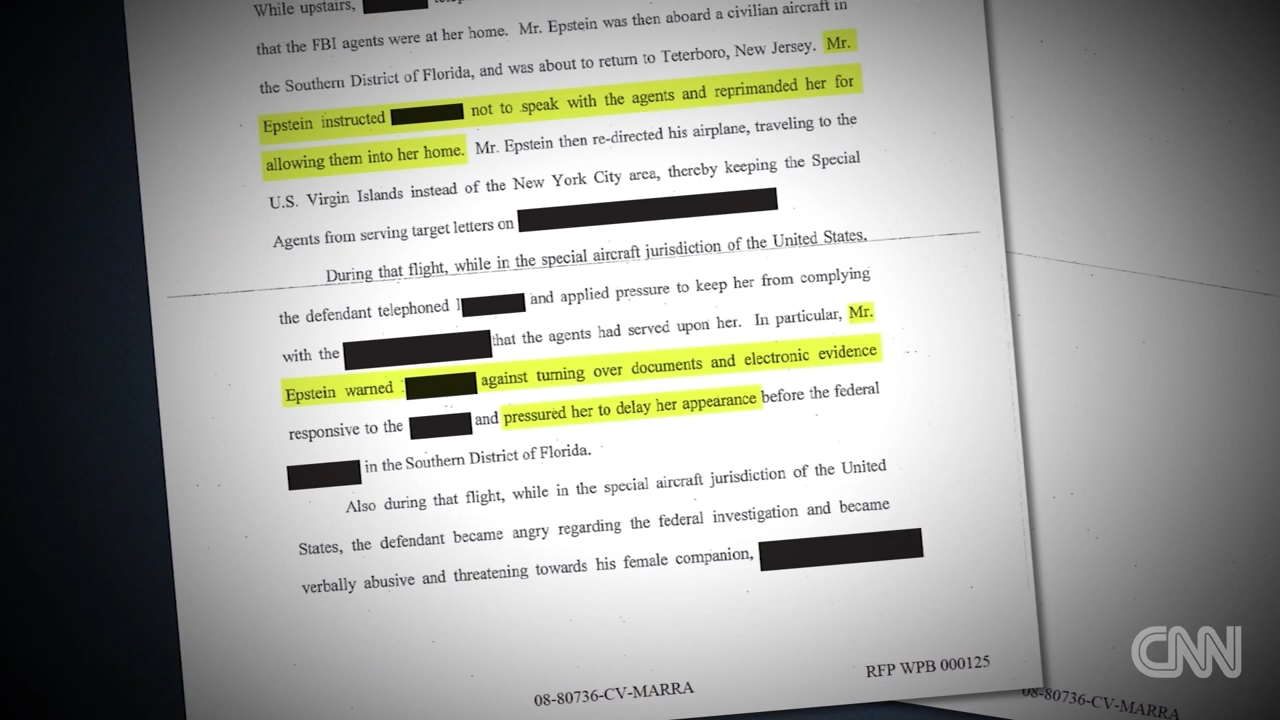 While upstairs,
that the FBI agents were at her home. Mr. Epstein was then aboard a civilian aircraft in
the Southern District of Florida, and was about to return to Teterboro, New Jersey. Mr.
Epstein instructed not to speak with the agents and reprimanded her for
allowing them into her home. Mr. Epstein then re-directed his airplane, traveling to the
U.S. Virgin Islands instead of the New York City area, thereby keeping the Special
Agents from serving target letters on
During that flight, while in the special aircraft jurisdiction of the United States,
the defendant telephoned and applied pressure to keep her from complying
with the that the agents had served upon her. In particular, Mr.
Epstein warned against turning over documents and electronic evidence
responsive to the and pressured her to delay her appearance before the federal
in the Southern District of Florida.
Also during that flight, while in the special aircraft jurisdiction of the United
States, the defendant became angry regarding the federal investigation and became
verbally abusive and threatening towards his female companion,
RFP WPB 000125
08-80736-CV-MARRA
08-80736-CV-MARRA
CNN